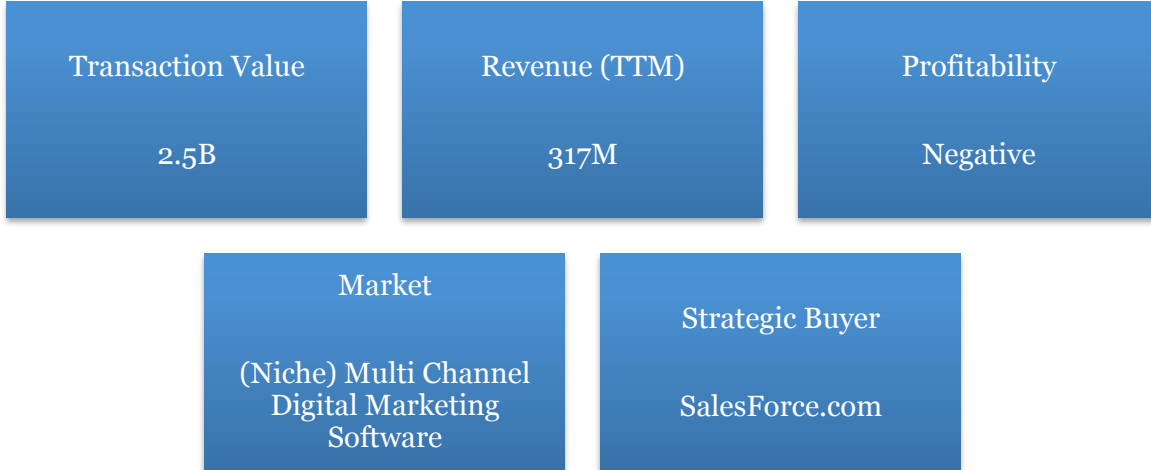 Transaction Value
2.5B
Revenue (TTM)
317M
Profitability
Negative
Market
(Niche) Multi Channel
Digital Marketing
Software
Strategic Buyer
SalesForce.com